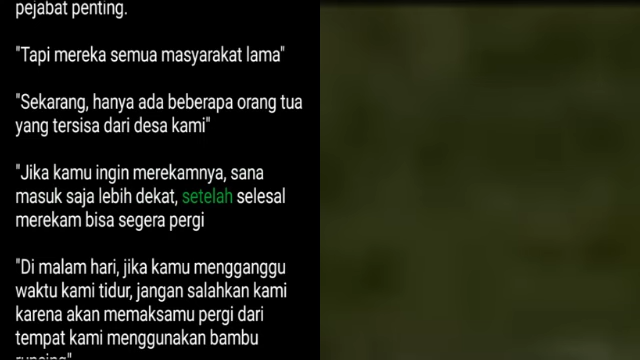 pejabat penting.
"Tapi mereka semua masyarakat lama"
"Sekarang, hanya ada beberapa orang tua
yang tersisa dari desa kami"
"Jika kamu ingin merekamnya, sana
masuk saja lebih dekat, setelah selesal
merekam bisa segera pergi
"Di malam hari, jika kamu mengganggu
waktu kami tidur, jangan salahkan kami
karena akan memaksamu pergi dari
tempat kami menggunakan bambu
runcing"